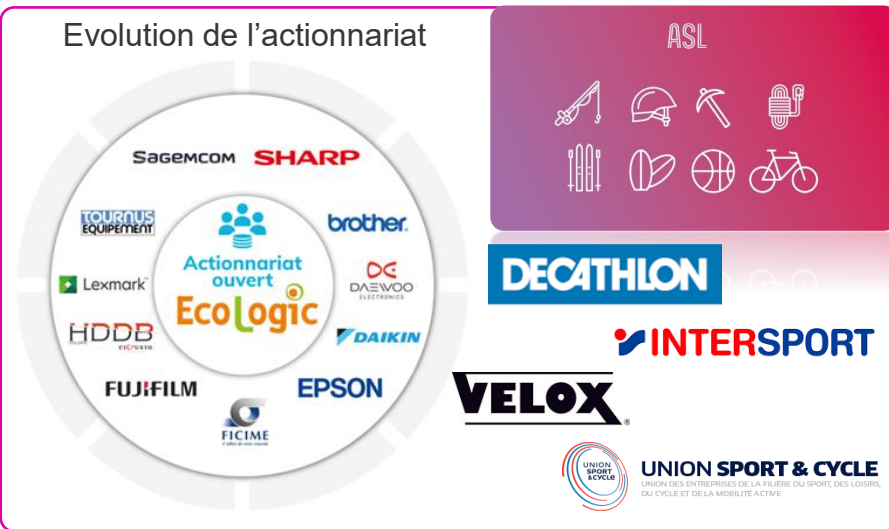 Evolution de l'actionnariat
SAGEMCOM
SHARP
TOURNUS
EQUIPEMENT
brother.
Actionnariat
ouvert
EcoLogic
Lexmark
DAEWOO
ELECTRONICS
HDDB
DAIKIN
FUJIFILM
EPSON
FICIME
ASL
DECATHLON
INTERSPORT
VELOX
UNION
SPORT
&CYCLE
UNION SPORT & CYCLE
UNION DES ENTREPRISES DE LA FILIÈRE DU SPORT, DES LOISIRS,
DU CYCLE ET DE LA MOBILITÉ ACTIVE